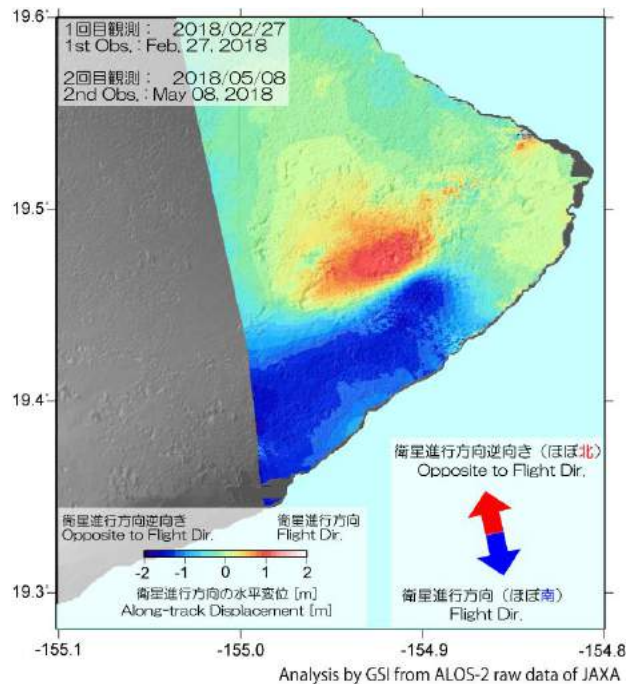 19.6°
1回目観測： 2018/02/27
1st Obs.: Feb. 27, 2018
2回目観測： 2018/05/08
2nd Obs.: May 08, 2018
19.5°
19.4°
衛星進行方向逆向き（ほぼ北）
Opposite to Flight Dir.
衛星進行方向逆向き 衛星進行方向
Opposite to Flight Dir. Flight Dir.
-2 -1 0 1 2
衛星進行方向の水平変位 [m]
Along-track Displacement [m]
衛星進行方向（ほぼ南）
Flight Dir.
19.3°
-155.1° -155.0° -154.9° -154.8°
Analysis by GSI from ALOS-2 raw data of JAXA